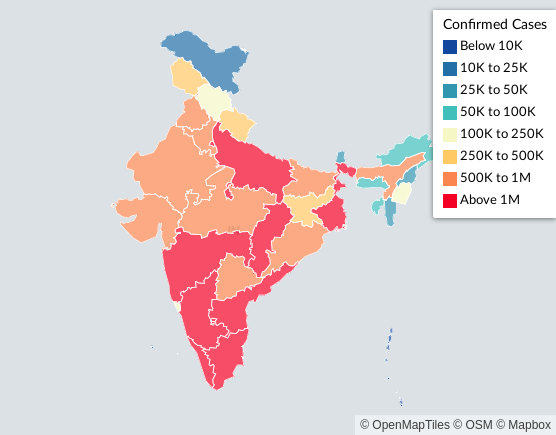 Confirmed Cases
Below 10K
10K to 25K
25K to 50K
50K to 100K
100K to 250K
250K to 500K
500K to 1M
Above 1M
© OpenMapTiles © OSM © Mapbox